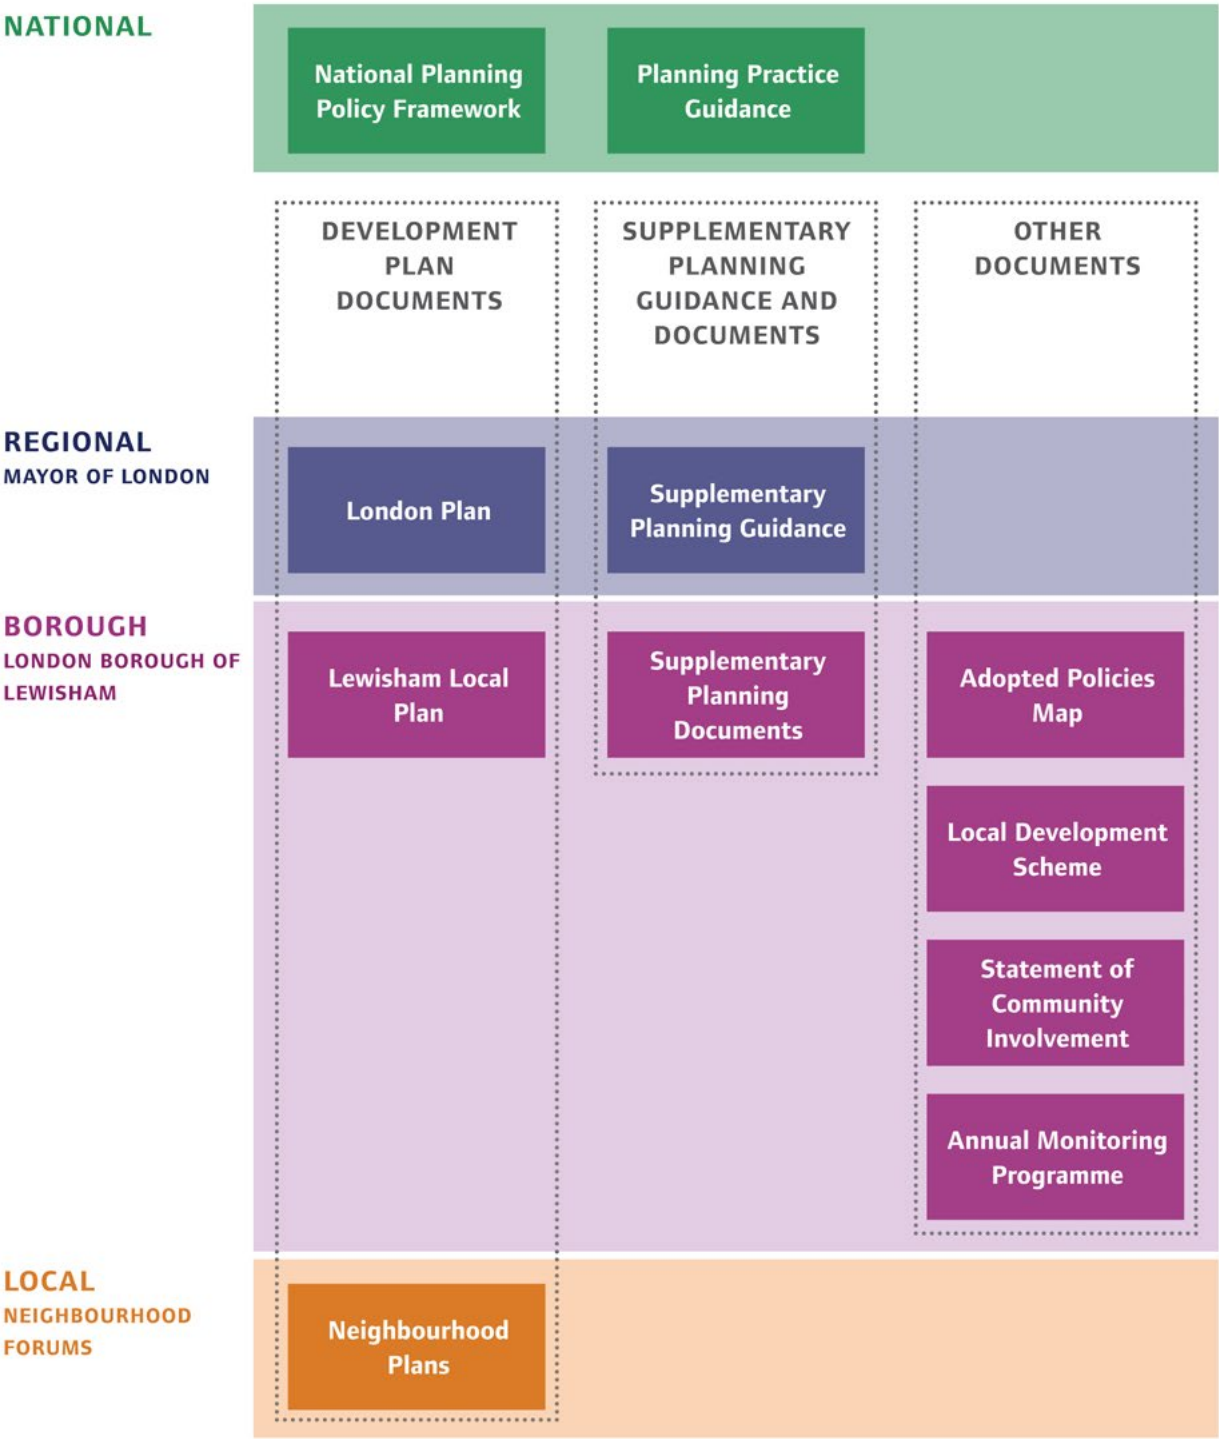 NATIONAL
National Planning
Policy Framework
Planning Practice
Guidance
DEVELOPMENT
PLAN
DOCUMENTS
SUPPLEMENTARY
PLANNING
GUIDANCE AND
DOCUMENTS
OTHER
DOCUMENTS
REGIONAL
MAYOR OF LONDON
London Plan
Supplementary
Planning Guidance
BOROUGH
LONDON BOROUGH OF
LEWISHAM
Lewisham Local
Plan
Supplementary
Planning
Documents
Adopted Policies
Map
Local Development
Scheme
Statement of
Community
Involvement
Annual Monitoring
Programme
LOCAL
NEIGHBOURHOOD
FORUMS
Neighbourhood
Plans